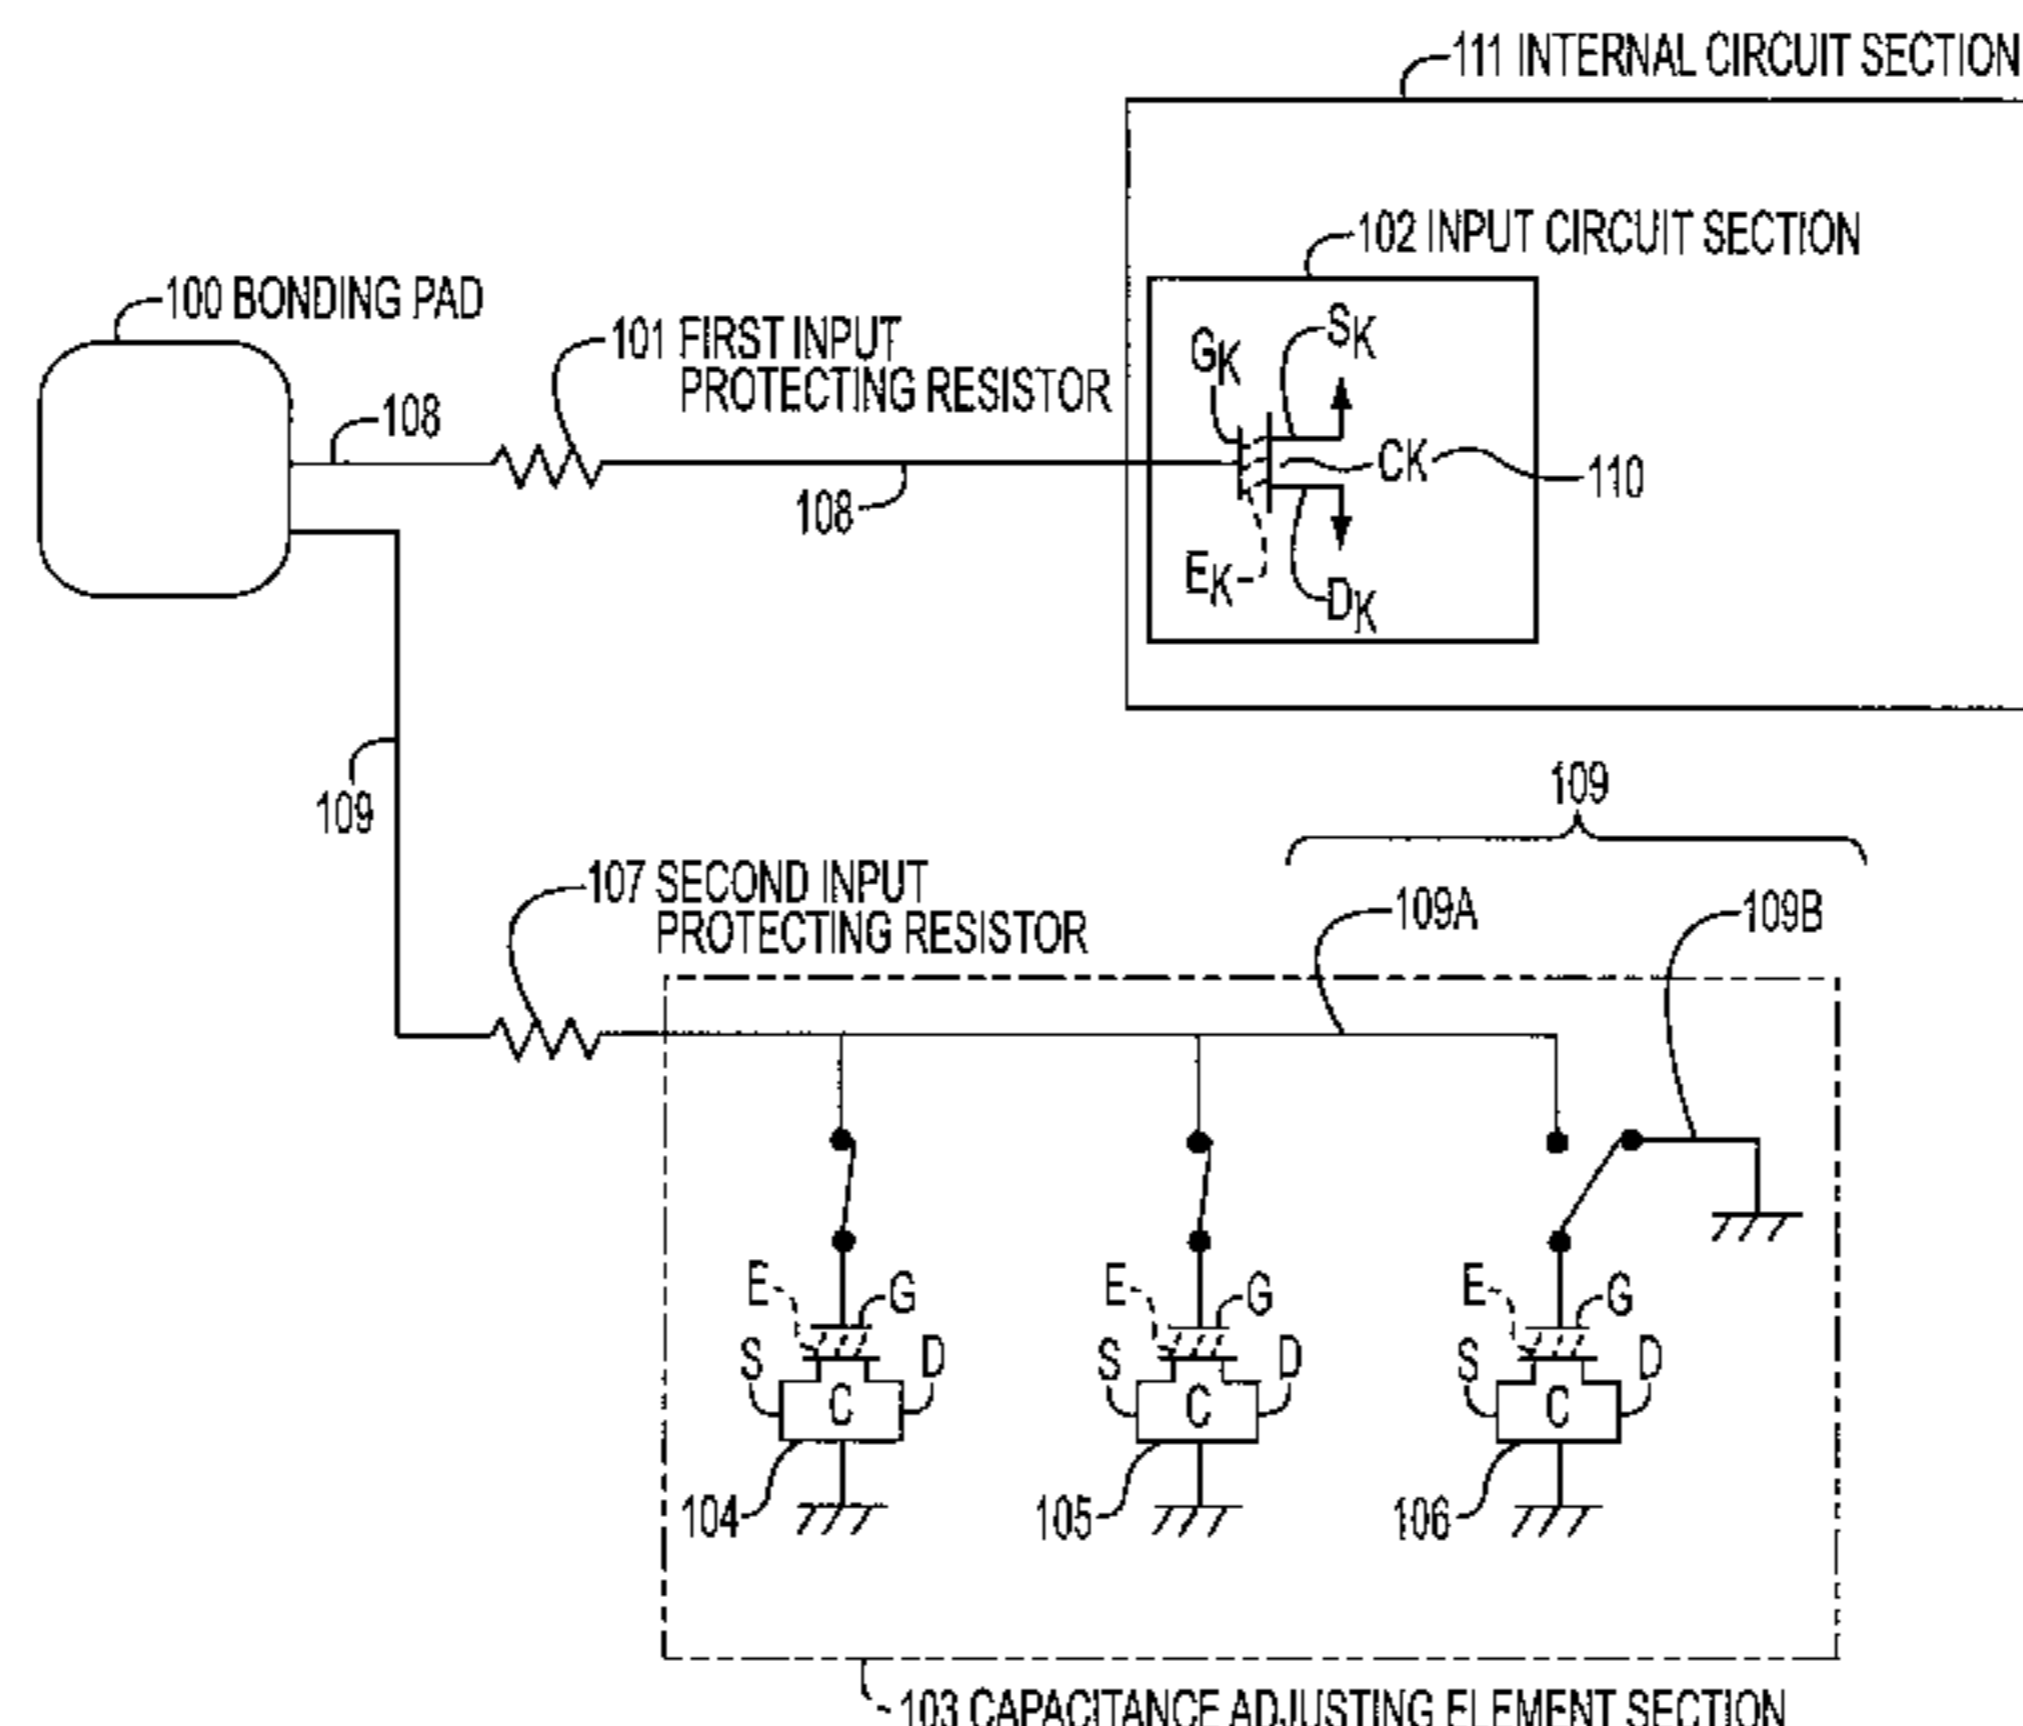 111 INTERNAL CIRCUIT SECTION
102 INPUT CIRCUIT SECTION
100 BONDING PAD
101 FIRST INPUT
PROTECTING RESISTOR
GK
SK
108
CK
110
108
EK
DK
109
109
107 SECOND INPUT
PROTECTING RESISTOR
109A
109B
E
G
S
D
C
104
E
G
S
D
C
105
E
G
S
D
C
106
103 CAPACITANCE ADJUSTING ELEMENT SECTION